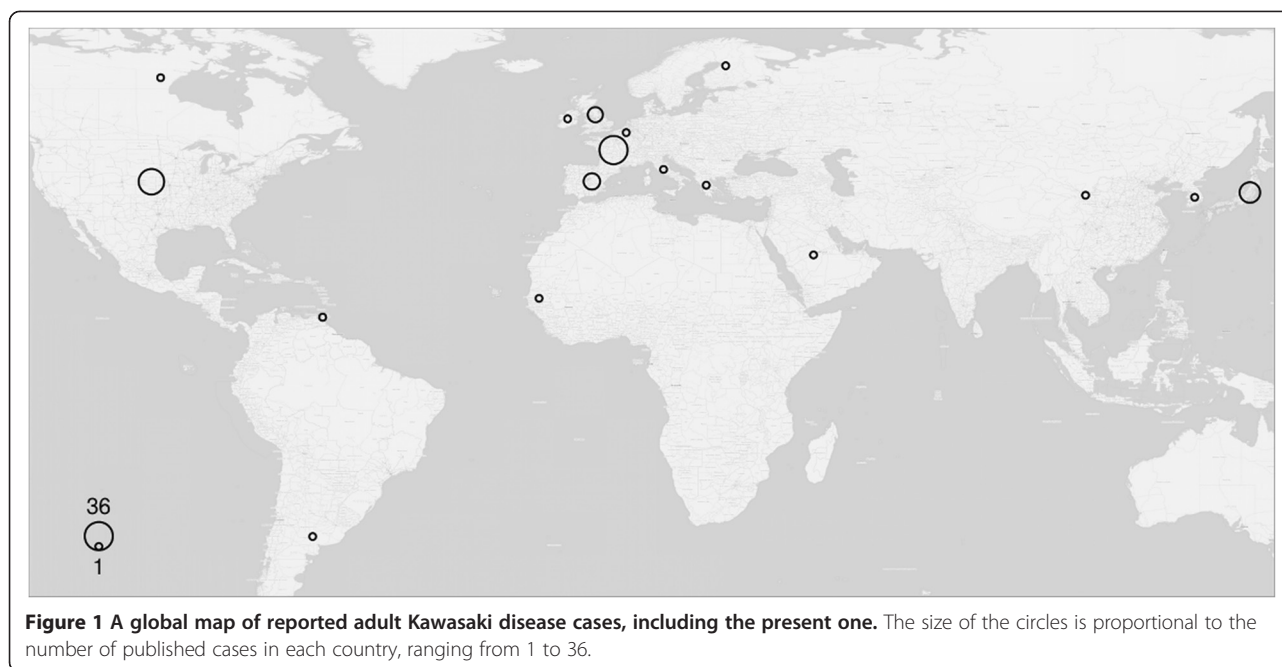 36
1
Figure 1 A global map of reported adult Kawasaki disease cases, including the present one. The size of the circles is proportional to the
number of published cases in each country, ranging from 1 to 36.